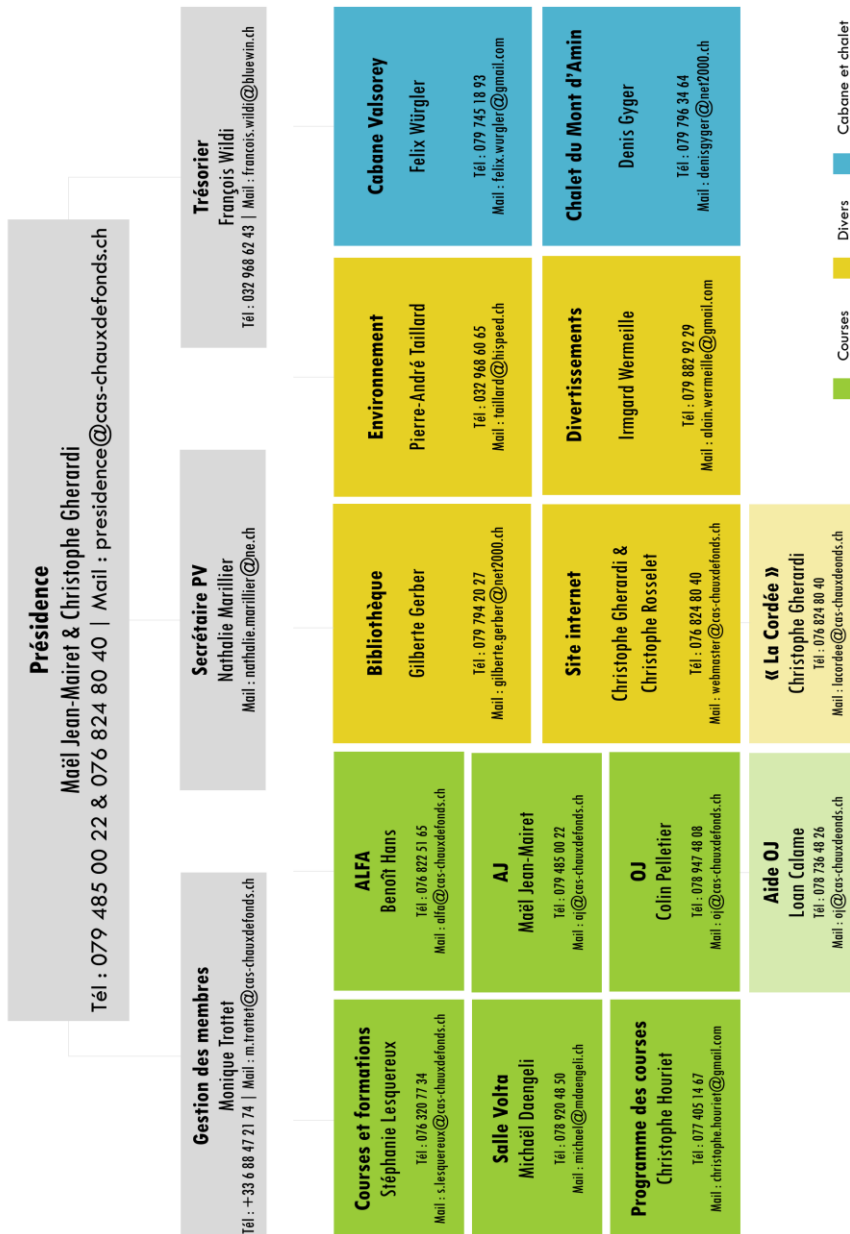 Présidence
Maël Jean-Mairet & Christophe Gherardi
Tél : 079 485 00 22 & 076 824 80 40 | Mail : presidence@cas-chauxdefonds.ch
Gestion des membres
Monique Trottet
Tél : +33 6 88 47 21 74 | Mail : m.trottet@cas-chauxdefonds.ch
Secrétaire PV
Nathalie Marillier
Mail : nathalie.marillier@ne.ch
Trésorier
François Wildi
Tél : 032 968 62 43 | Mail : francois.wildi@bluewin.ch
Courses et formations
Stéphanie Lesquereux
Tél : 076 320 77 34
Mail : s.lesquereux@cas-chauxdefonds.ch
Salle Volta
Michaël Daengeli
Tél : 078 920 48 50
Mail : michael@mdaengeli.ch
Programme des courses
Christophe Houriet
Tél : 077 405 14 67
Mail : christophe.houriet@gmail.com
ALFA
Benoît Hans
Tél : 076 822 51 65
Mail : alfa@cas-chauxdefonds.ch
AJ
Maël Jean-Mairet
Tél : 079 485 00 22
Mail : aj@cas-chauxdefonds.ch
OJ
Colin Pelletier
Tél : 078 947 48 08
Mail : oj@cas-chauxdefonds.ch
Aide OJ
Loan Calame
Tél : 078 736 48 26
Mail : oj@cas-chauxdeonds.ch
Bibliothèque
Gilberte Gerber
Tél : 079 794 20 27
Mail : gilberte.gerber@net2000.ch
Site internet
Christophe Gherardi &
Christophe Rosselet
Tél : 076 824 80 40
Mail : webmaster@cas-chauxdefonds.ch
« La Cordée »
Christophe Gherardi
Tél : 076 824 80 40
Mail : lacordee@cas-chauxdeonds.ch
Environnement
Pierre-André Taillard
Tél : 032 968 60 65
Mail : taillard@hispeed.ch
Divertissements
Irmgard Wermeille
Tél : 079 882 92 29
Mail : alain.wermeille@gmail.com
Cabane Valsorey
Felix Würgler
Tél : 079 745 18 93
Mail : felix.wurgler@gmail.com
Chalet du Mont d'Amin
Denis Gyger
Tél : 079 796 34 64
Mail : denisgyger@net2000.ch
Courses
Divers
Cabane et chalet